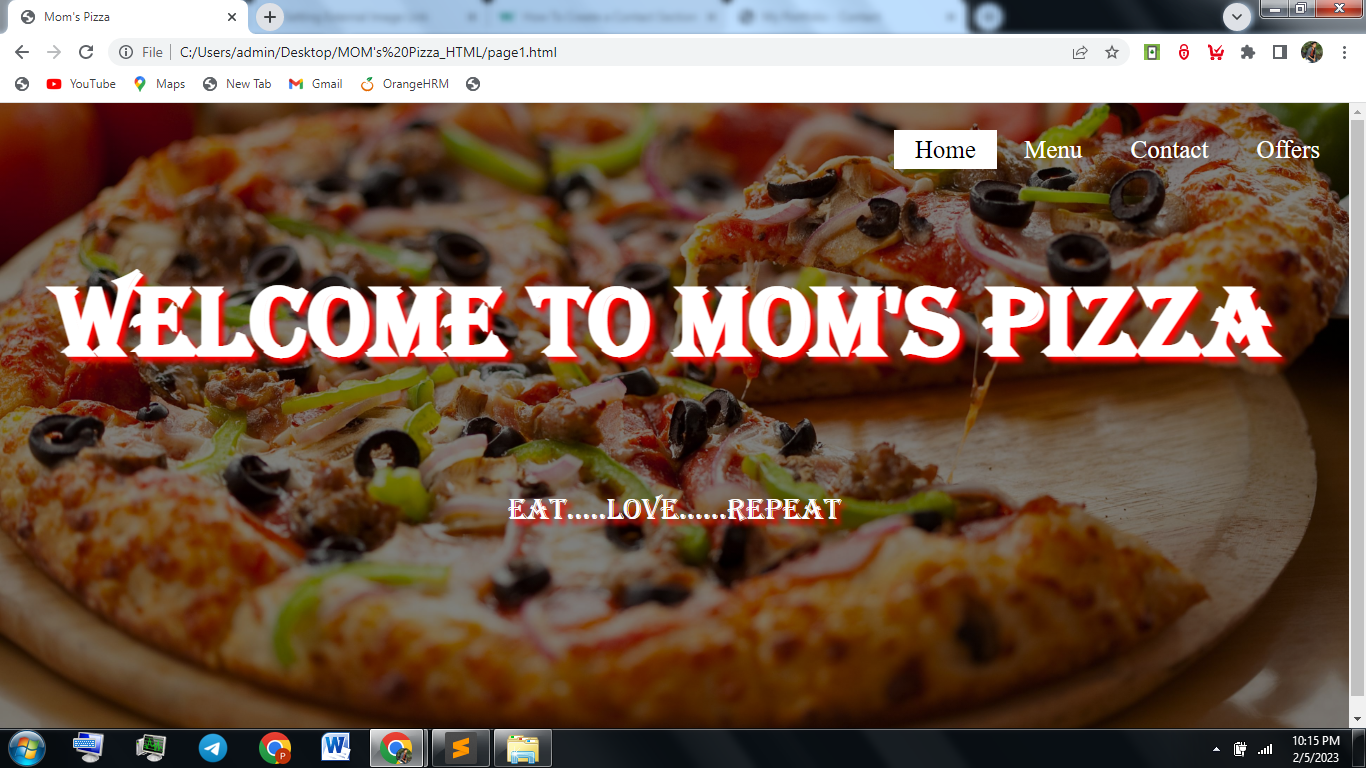 Mom's Pizza
File
C:/Users/admin/Desktop/MOM's%20Pizza_HTML/page1.html
YouTube Maps New Tab Gmail OrangeHRM
Home Menu Contact Offers
WELCOME TO MOM'S PIZZA
EAT.....LOVE......REPEAT
10:15 PM
2/5/2023